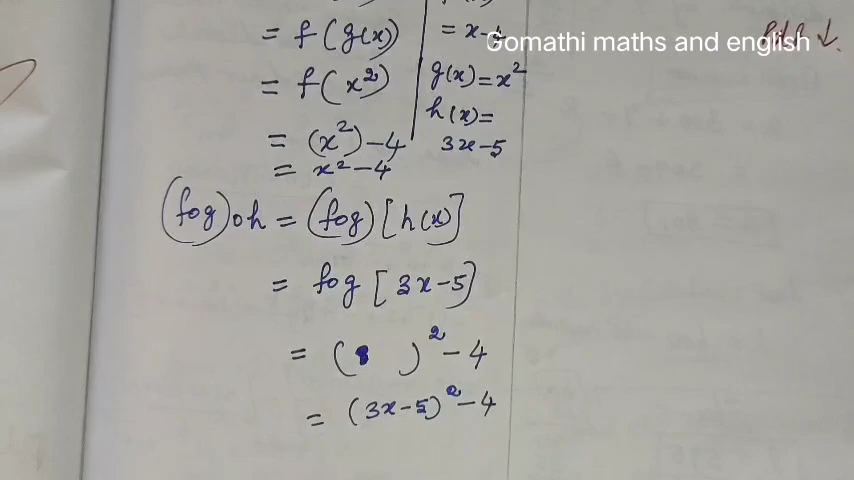 = f(g(x))
= x-4
Gomathi maths and english
= f(x²)
g(x)=x²
h(x)=
= (x²)-4
3x-5
= x²-4
(fog)oh = (fog)[h(x)]
= fog [3x-5]
= ( )²-4
= (3x-5)²-4